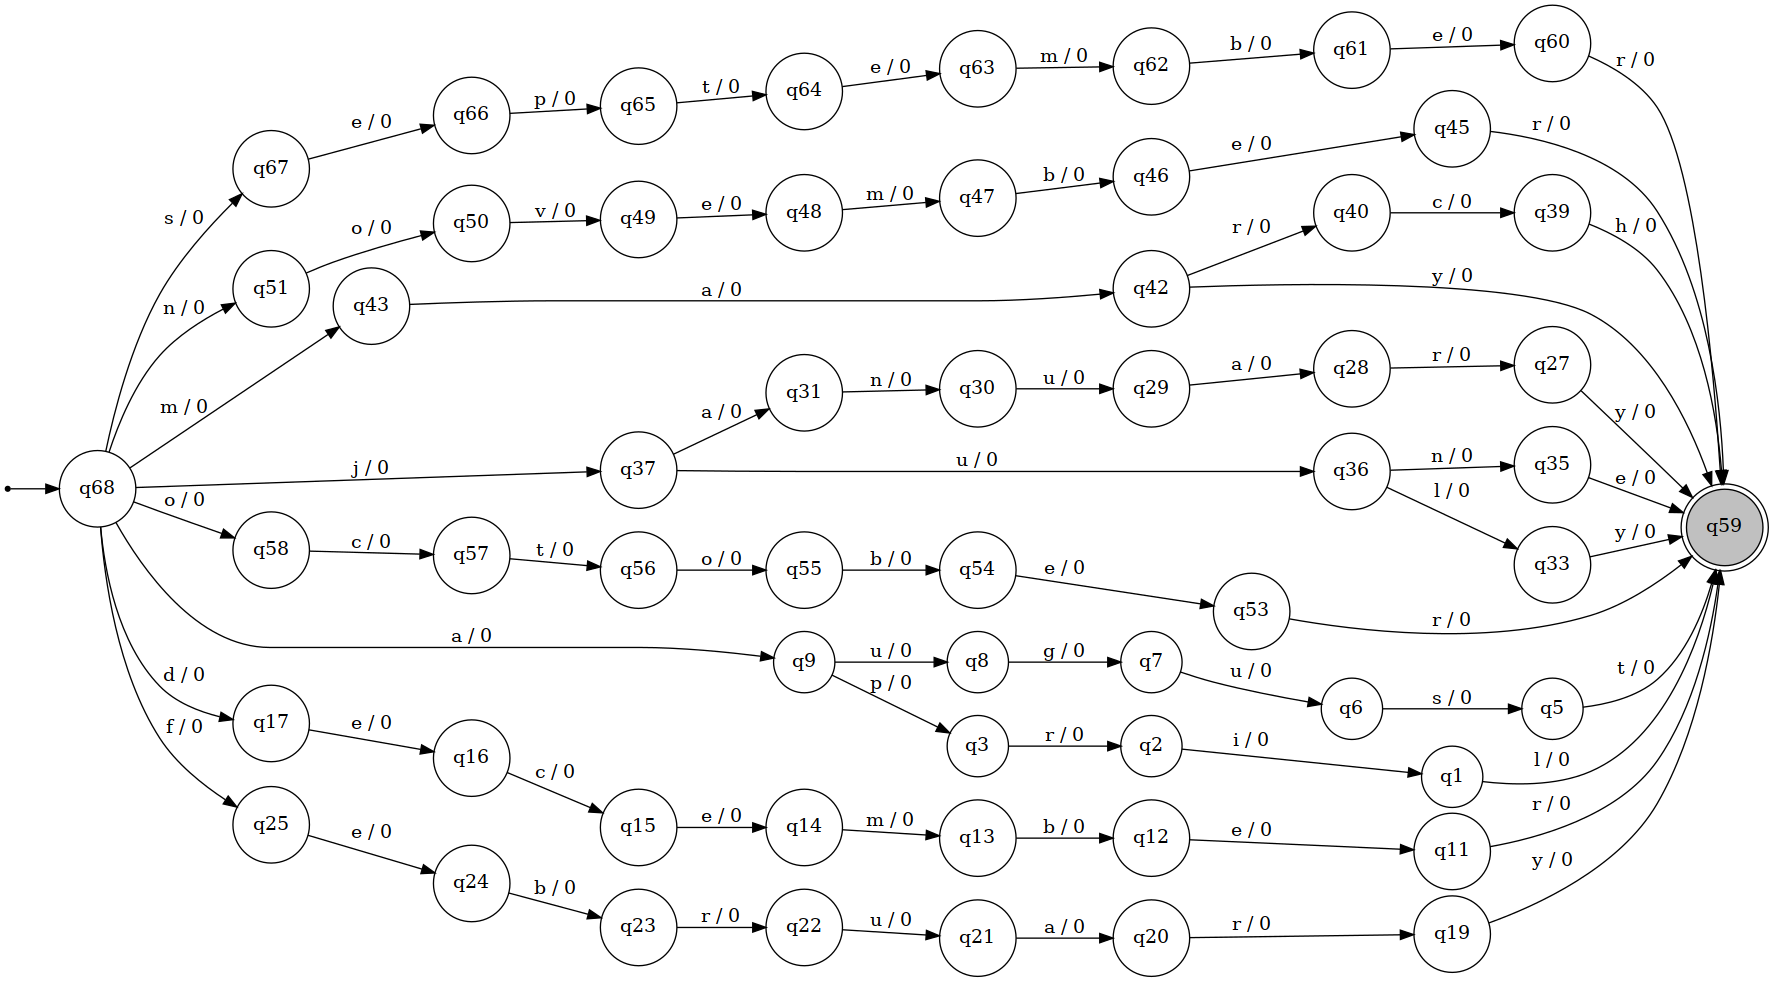 q68
s / 0
q67
e / 0
q66
p / 0
q65
t / 0
q64
e / 0
q63
m / 0
q62
b / 0
q61
e / 0
q60
r / 0
n / 0
q51
o / 0
q50
v / 0
q49
e / 0
q48
m / 0
q47
b / 0
q46
e / 0
q45
r / 0
m / 0
q43
a / 0
q42
r / 0
q40
c / 0
q39
h / 0
y / 0
j / 0
q37
a / 0
q31
n / 0
q30
u / 0
q29
a / 0
q28
r / 0
q27
y / 0
u / 0
q36
n / 0
q35
e / 0
l / 0
q33
y / 0
q59
o / 0
q58
c / 0
q57
t / 0
q56
o / 0
q55
b / 0
q54
e / 0
q53
r / 0
a / 0
q9
u / 0
q8
g / 0
q7
u / 0
q6
s / 0
q5
t / 0
p / 0
q3
r / 0
q2
i / 0
q1
l / 0
d / 0
q17
e / 0
q16
c / 0
q15
e / 0
q14
m / 0
q13
b / 0
q12
e / 0
q11
r / 0
f / 0
q25
e / 0
q24
b / 0
q23
r / 0
q22
u / 0
q21
a / 0
q20
r / 0
q19
y / 0